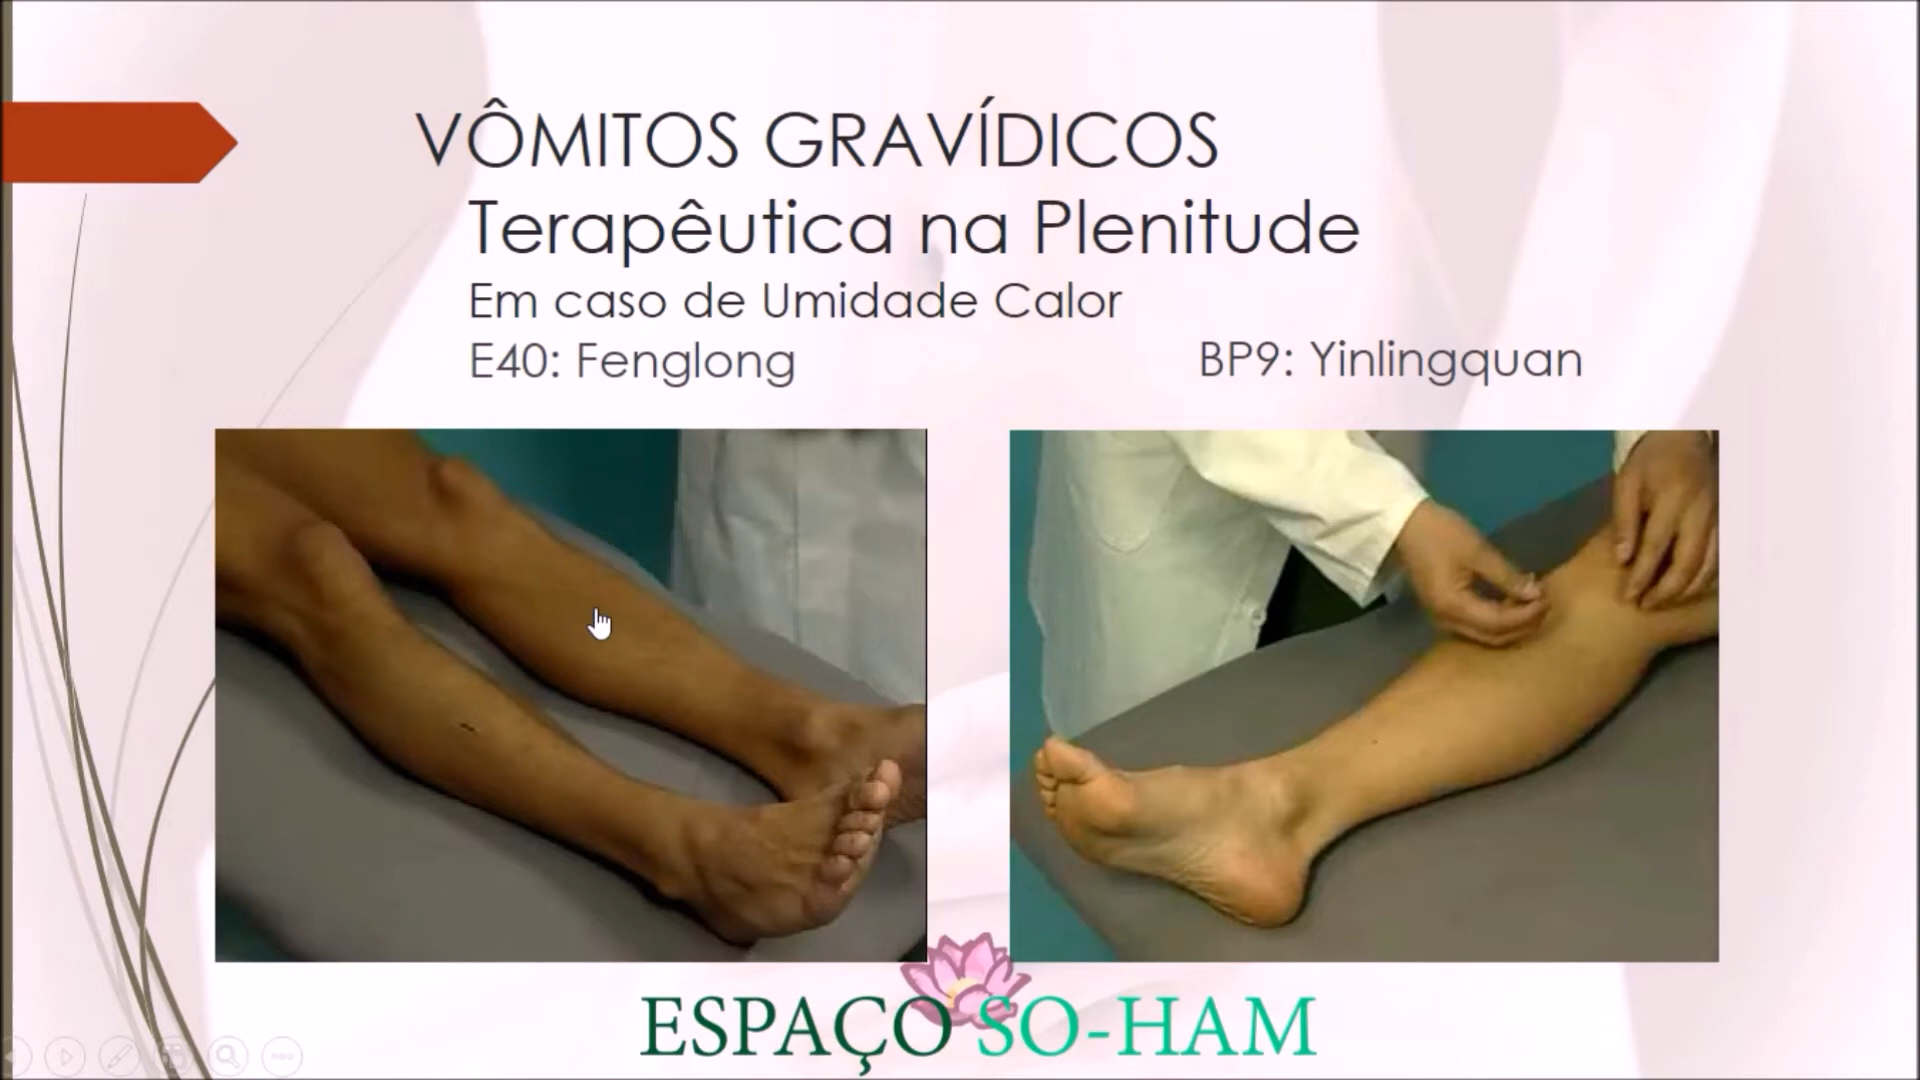 VÔMITOS GRAVÍDICOS
Terapêutica na Plenitude
Em caso de Umidade Calor
E40: Fenglong
BP9: Yinlingquan
ESPAÇO SO-HAM